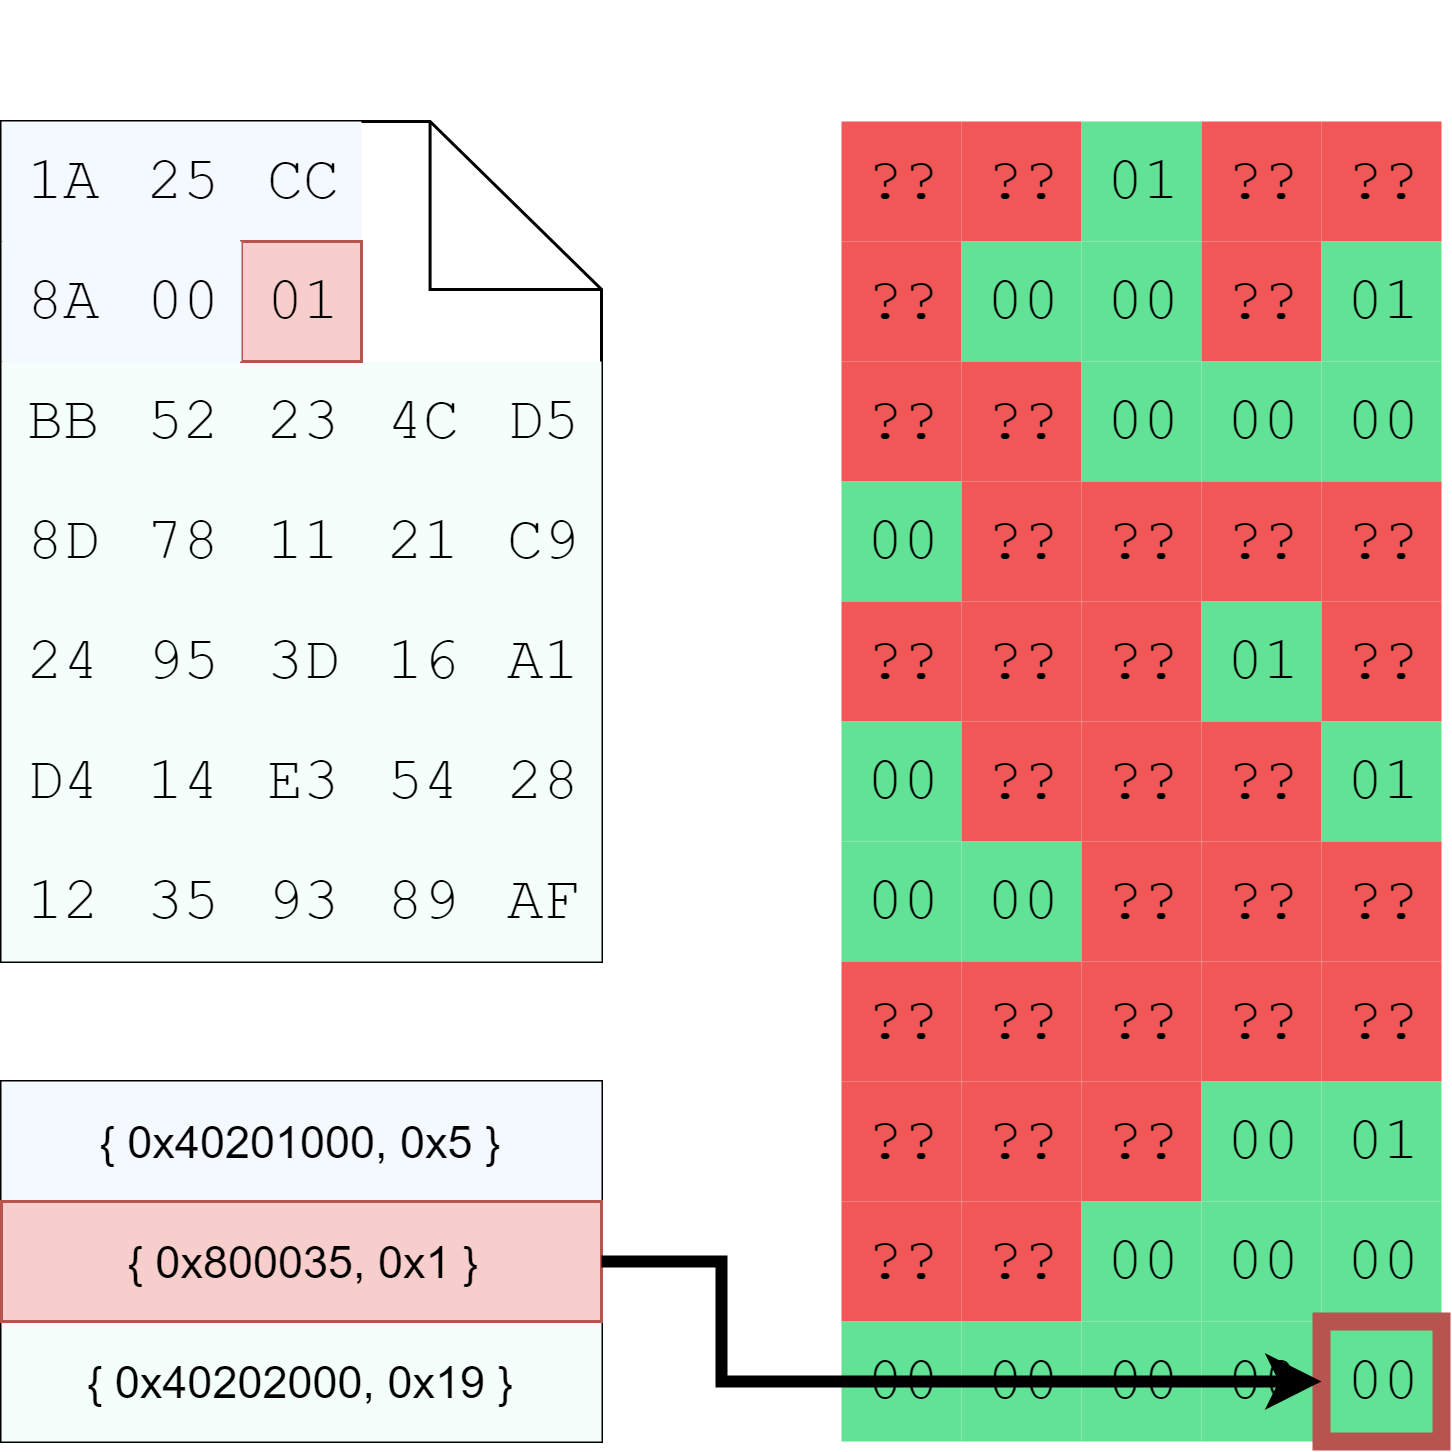 1A 25 CC
8A 00 01
BB 52 23 4C D5
8D 78 11 21 C9
24 95 3D 16 A1
D4 14 E3 54 28
12 35 93 89 AF
{ 0x40201000, 0x5 }
{ 0x800035, 0x1 }
{ 0x40202000, 0x19 }
?? ?? 01 ?? ??
?? 00 00 ?? 01
?? ?? 00 00 00
00 ?? ?? ?? ??
?? ?? ?? 01 ??
00 ?? ?? ?? 01
00 00 ?? ?? ??
?? ?? ?? ?? ??
?? ?? ?? 00 01
?? ?? 00 00 00
00 00 00 00 00